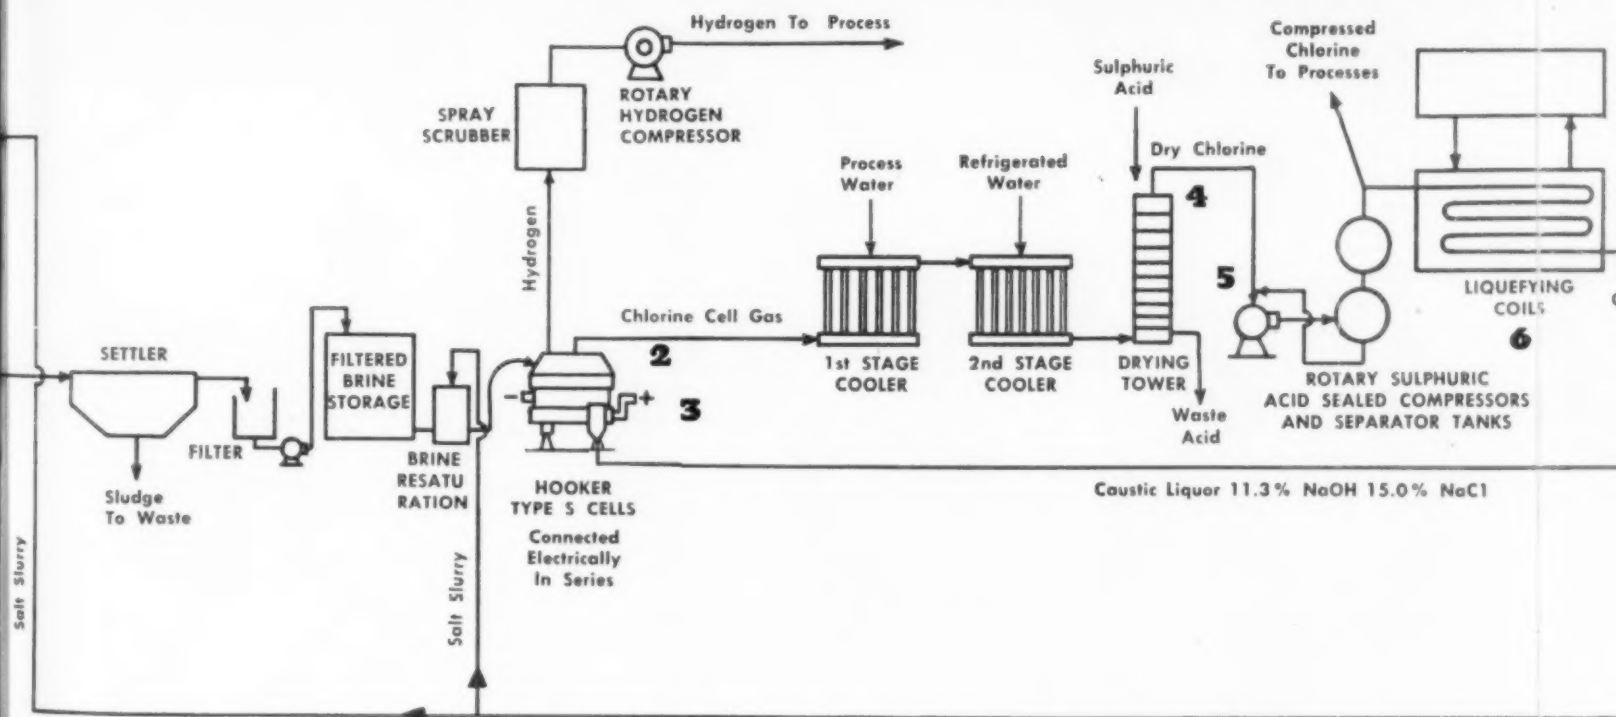 Hydrogen To Process
ROTARY
HYDROGEN
COMPRESSOR
SPRAY
SCRUBBER
Hydrogen
Sulphuric
Acid
Compressed
Chlorine
To Processes
Process
Water
Refrigerated
Water
Dry Chlorine
4
5
LIQUEFYING
COILS
6
Chlorine Cell Gas
2
3
1st STAGE
COOLER
2nd STAGE
COOLER
DRYING
TOWER
Waste
Acid
ROTARY SULPHURIC
ACID SEALED COMPRESSORS
AND SEPARATOR TANKS
SETTLER
FILTERED
BRINE
STORAGE
FILTER
Sludge
To Waste
BRINE
RESATU
RATION
- +
HOOKER
TYPE S CELLS
Connected
Electrically
In Series
Caustic Liquor 11.3% NaOH 15.0% NaCl
Salt Slurry
Salt Slurry